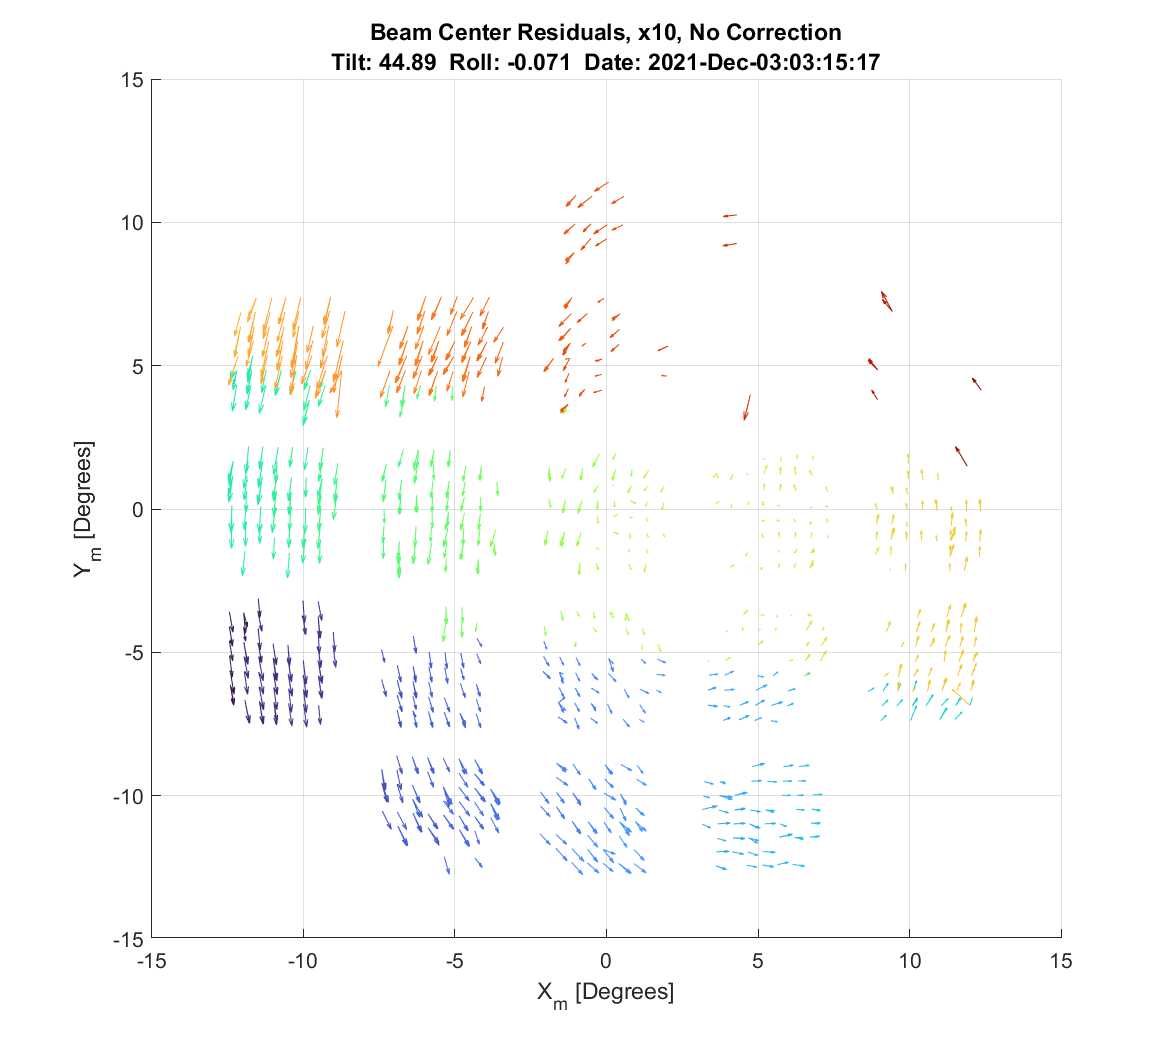 Beam Center Residuals, x10, No Correction
Tilt: 44.89 Roll: -0.071 Date: 2021-Dec-03:03:15:17
15
10
5
0
-5
-10
-15
Y_m [Degrees]
-15 -10 -5 0 5 10 15
X_m [Degrees]